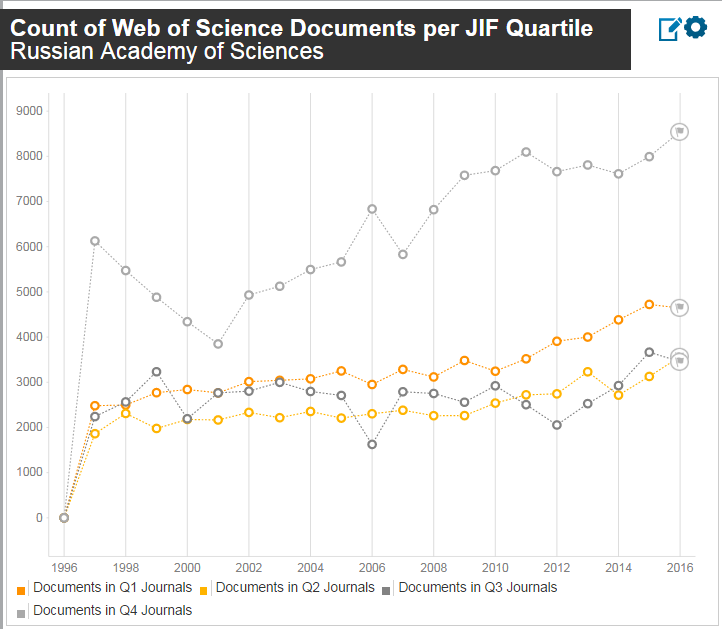 Count of Web of Science Documents per JIF Quartile
Russian Academy of Sciences
9000
8000
7000
6000
5000
4000
3000
2000
1000
0
1996 1998 2000 2002 2004 2006 2008 2010 2012 2014 2016
Documents in Q1 Journals Documents in Q2 Journals Documents in Q3 Journals
Documents in Q4 Journals